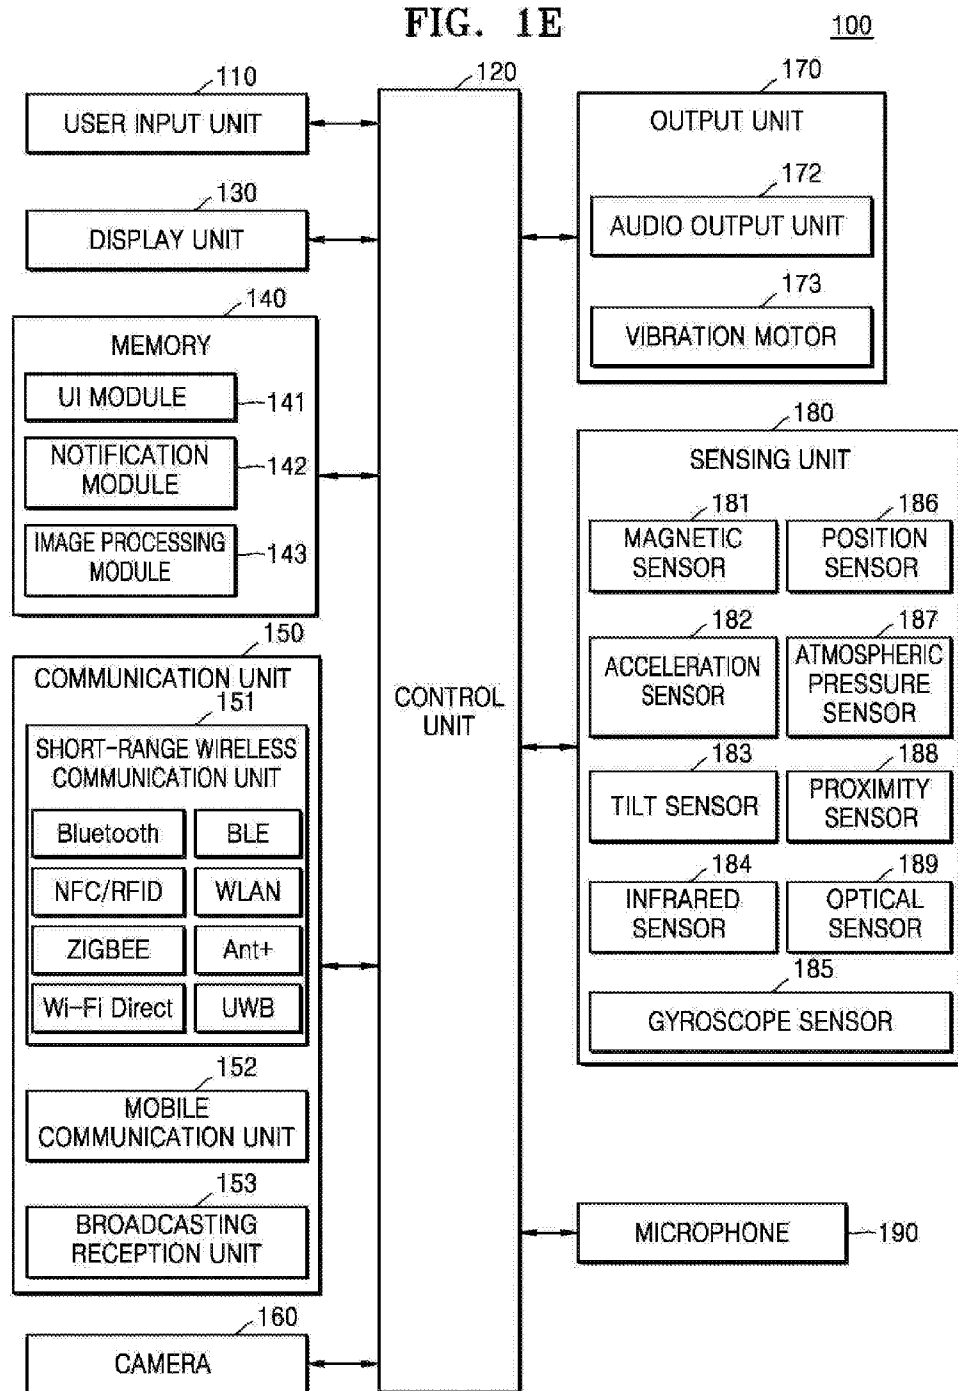 FIG. 1E
100
110
USER INPUT UNIT
130
DISPLAY UNIT
140
MEMORY
UI MODULE
141
NOTIFICATION
MODULE
142
IMAGE PROCESSING
MODULE
143
150
COMMUNICATION UNIT
151
SHORT-RANGE WIRELESS
COMMUNICATION UNIT
Bluetooth
BLE
NFC/RFID
WLAN
ZIGBEE
Ant+
Wi-Fi Direct
UWB
152
MOBILE
COMMUNICATION UNIT
153
BROADCASTING
RECEPTION UNIT
160
CAMERA
120
CONTROL
UNIT
170
OUTPUT UNIT
172
AUDIO OUTPUT UNIT
173
VIBRATION MOTOR
180
SENSING UNIT
181
MAGNETIC
SENSOR
186
POSITION
SENSOR
182
ACCELERATION
SENSOR
187
ATMOSPHERIC
PRESSURE
SENSOR
183
TILT SENSOR
188
PROXIMITY
SENSOR
184
INFRARED
SENSOR
189
OPTICAL
SENSOR
185
GYROSCOPE SENSOR
MICROPHONE
190